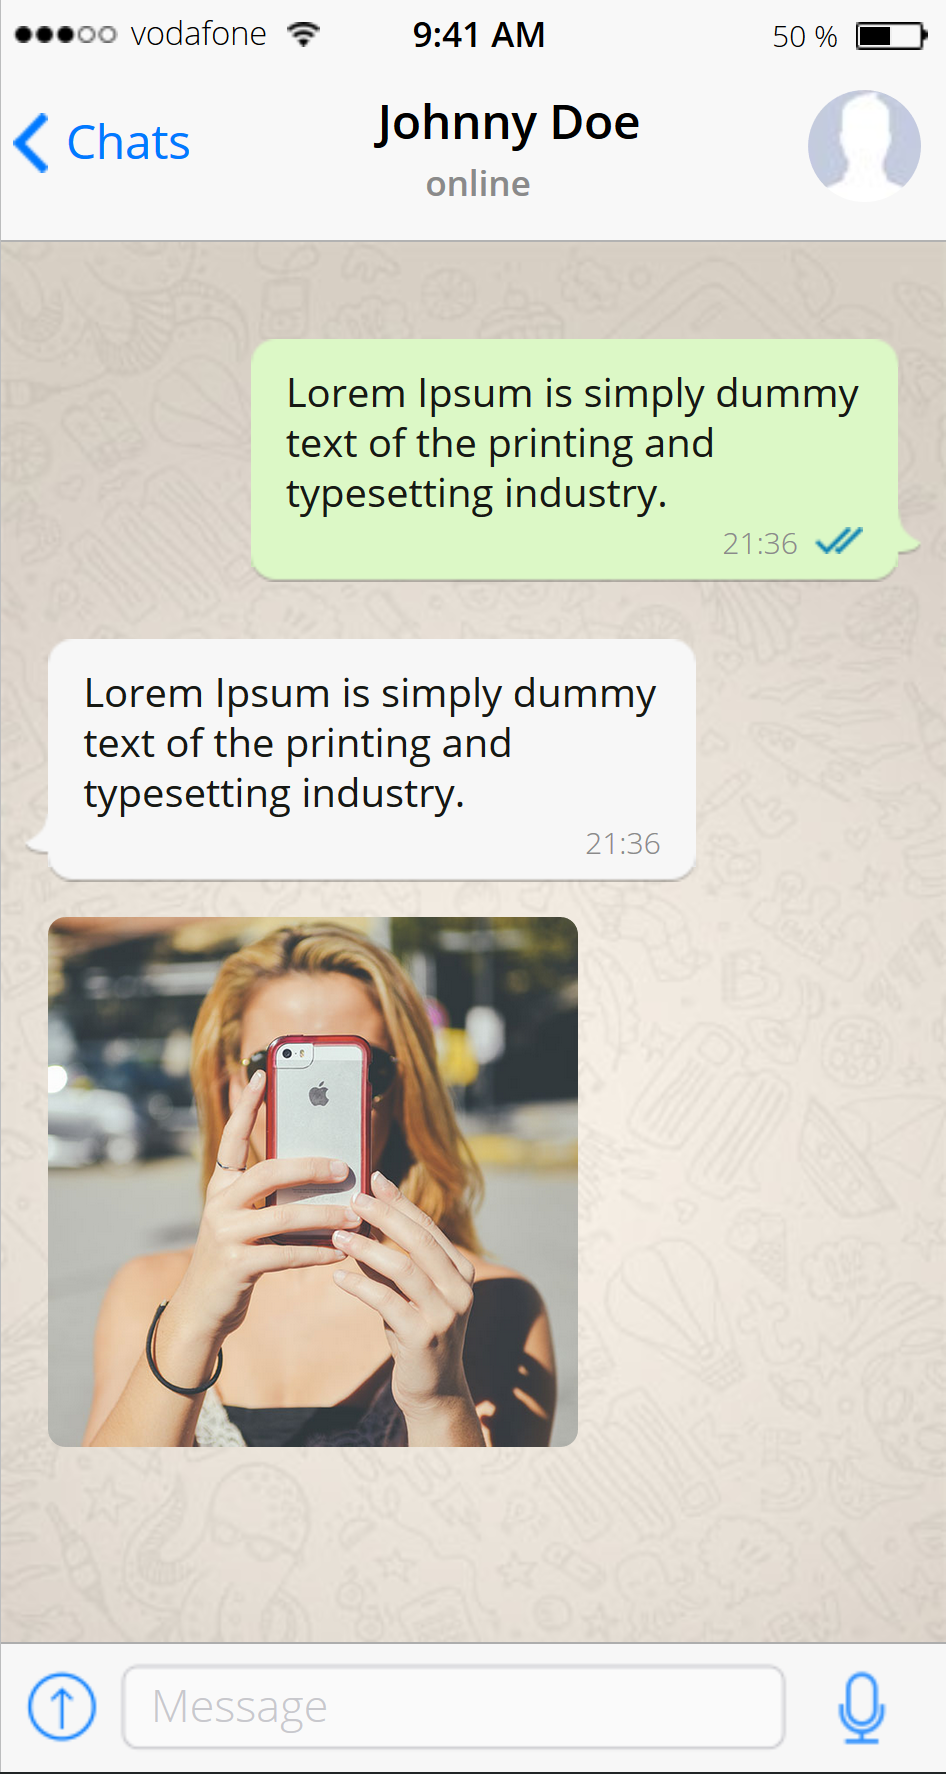 vodafone 9:41 AM 50 %
Chats
Johnny Doe
online
Lorem Ipsum is simply dummy
text of the printing and
typesetting industry.
21:36
Lorem Ipsum is simply dummy
text of the printing and
typesetting industry.
21:36
Message